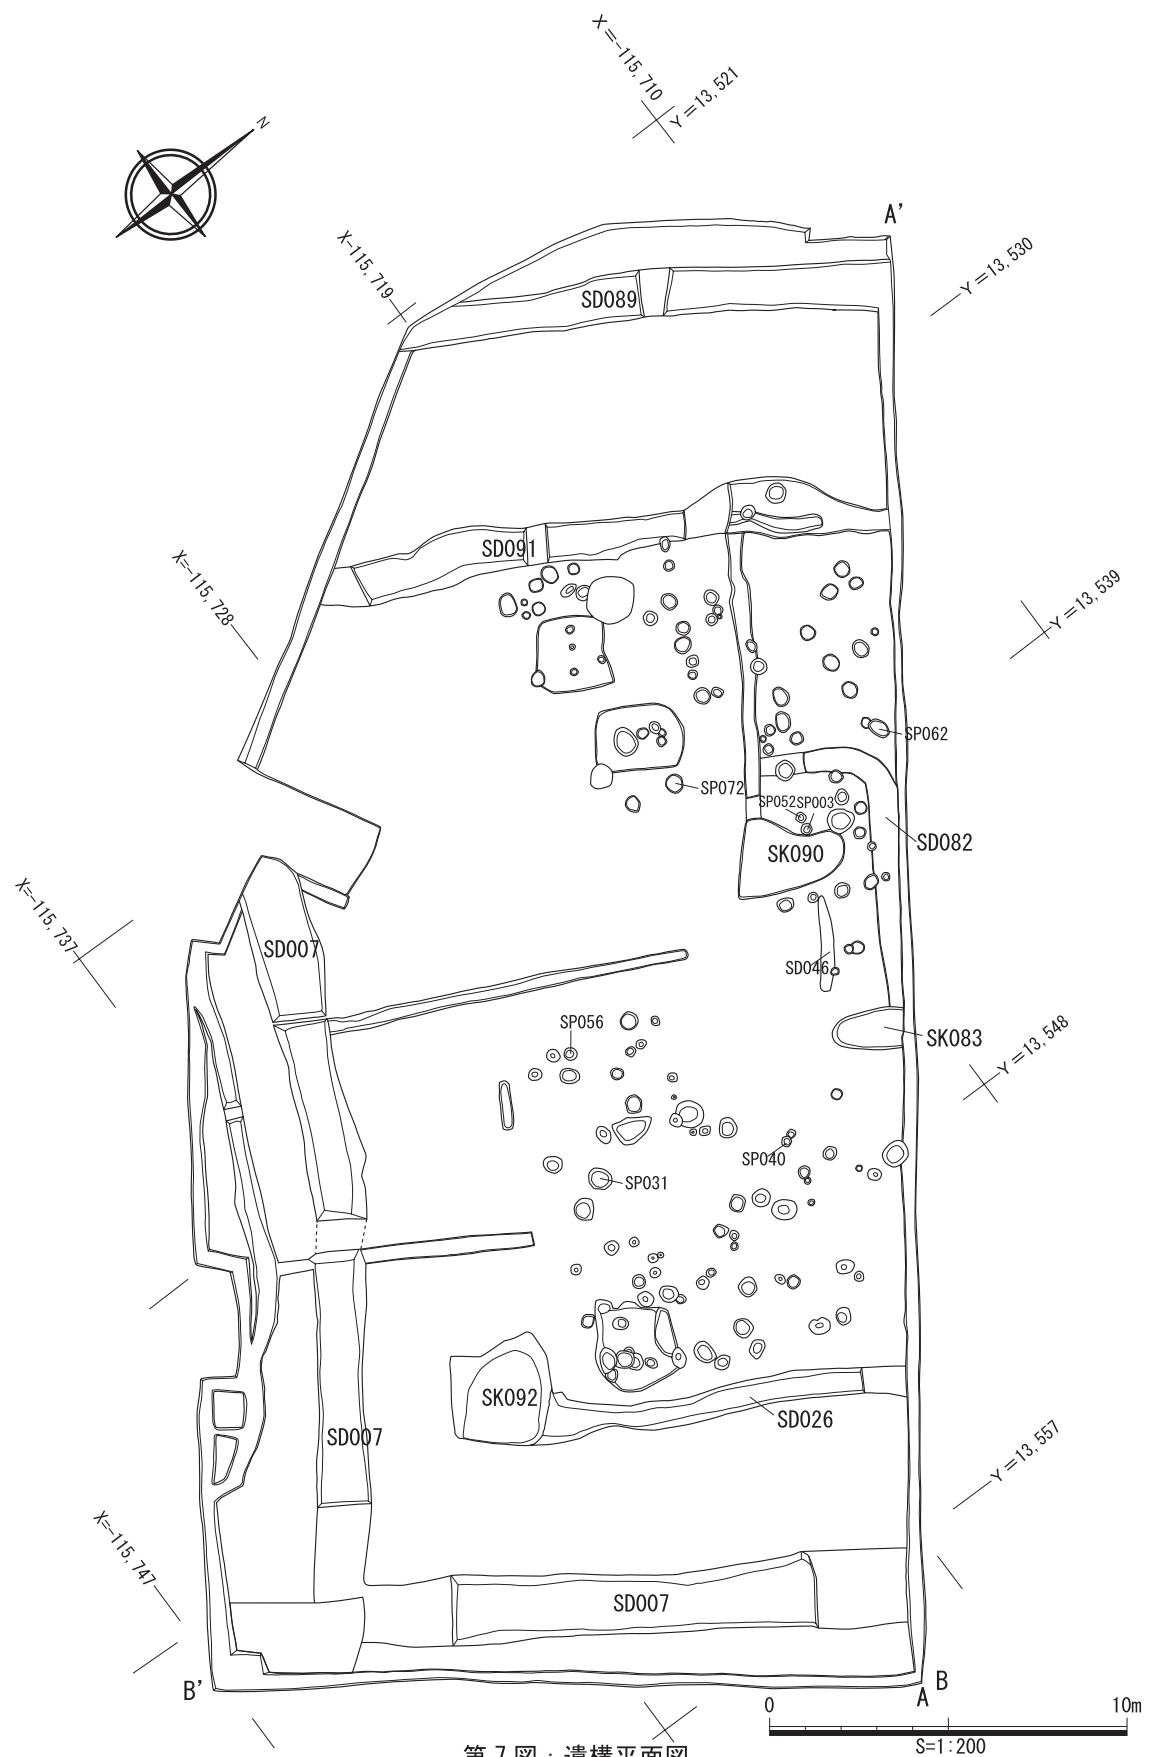 X=-115,710
Y=13,521
N
A'
X-115,719
Y=13,530
SD089
SD091
X=-115,728
Y=13,539
SP062
SP072
SP052
SP003
SD082
SK090
X=-115,737
SD007
SD046
SP056
SK083
Y=13,548
SP040
SP031
SK092
SD026
SD007
Y=13,557
X=-115,747
SD007
B'
B
A
0
10m
S=1:200
第7図：遺構平面図